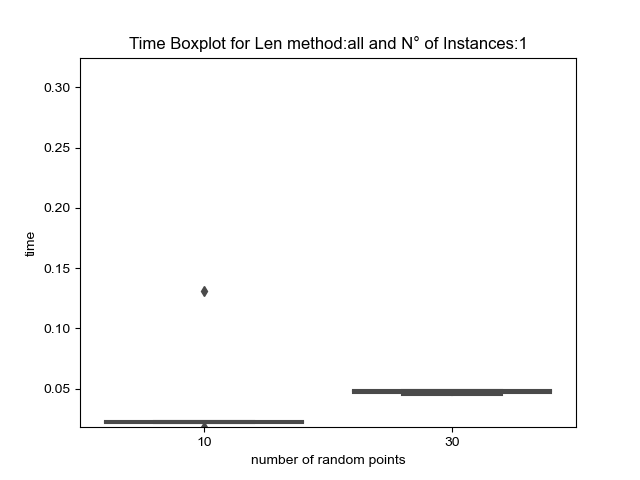 Time Boxplot for Len method:all and N° of Instances:1
0.30
0.25
0.20
0.15
0.10
0.05
time
10
30
number of random points